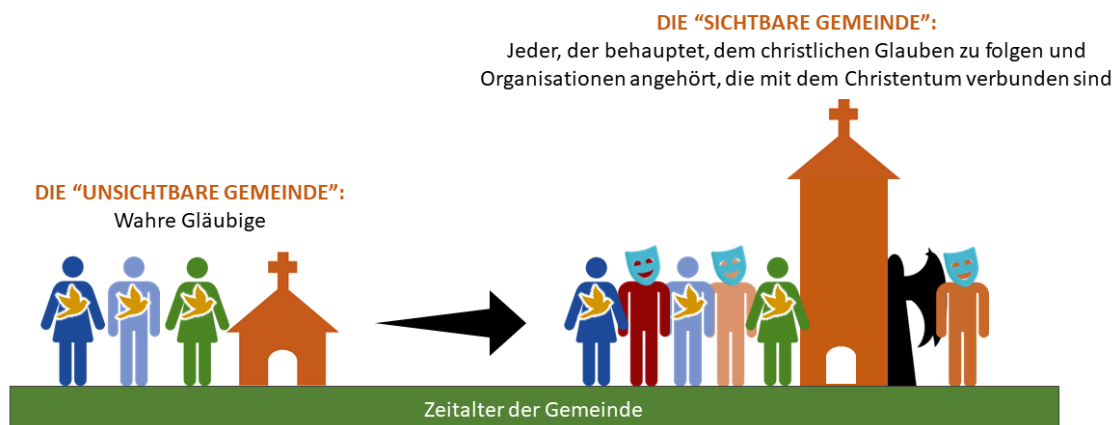 DIE “SICHTBARE GEMEINDE”:
Jeder, der behauptet, dem christlichen Glauben zu folgen und
Organisationen angehört, die mit dem Christentum verbunden sind
DIE “UNSICHTBARE GEMEINDE”:
Wahre Gläubige
Zeitalter der Gemeinde